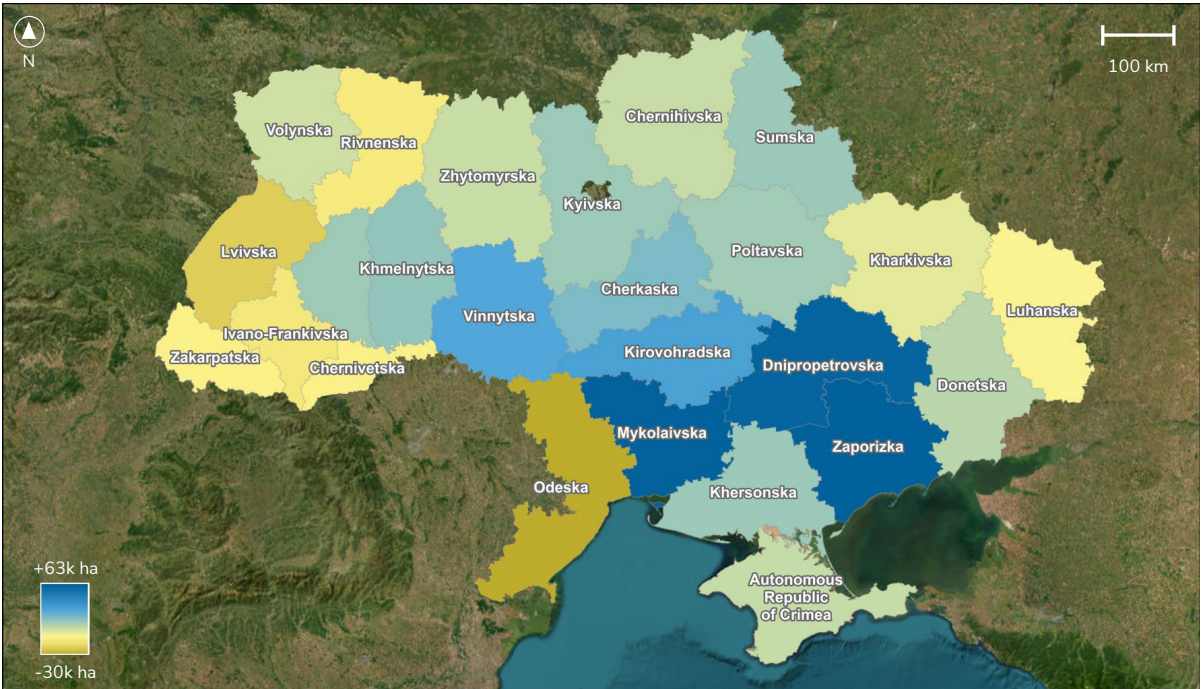 N
100 km
Chernihivska
Volynska
Rivnenska
Sumska
Zhytomyrska
Kyivska
Lvivska
Poltavska
Kharkivska
Khmelnytska
Cherkaska
Luhanska
Vinnytska
Ivano-Frankivska
Zakarpatska
Kirovohradska
Chernivetska
Dnipropetrovska
Donetska
Mykolaivska
Zaporizka
Odeska
Khersonska
+63k ha
Autonomous
Republic
of Crimea
-30k ha